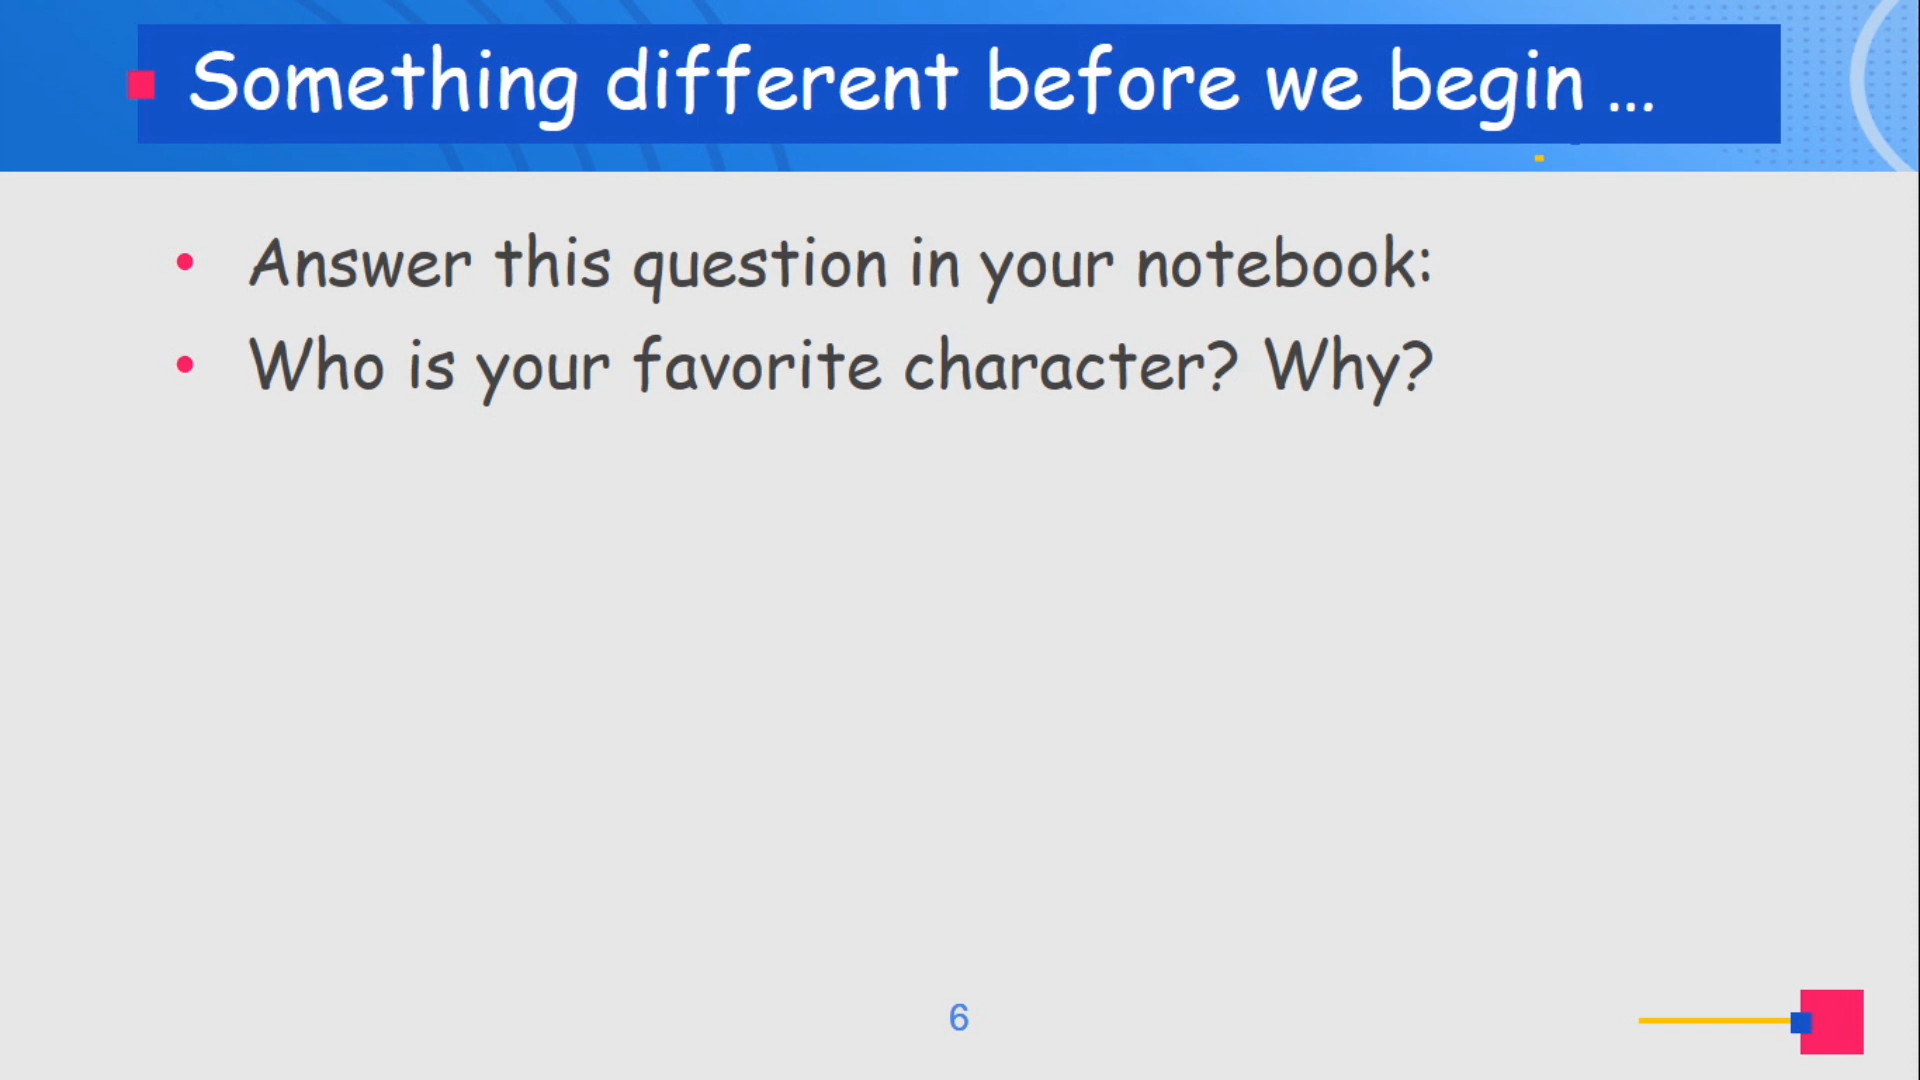 Something different before we begin ...
• Answer this question in your notebook:
• Who is your favorite character? Why?
6